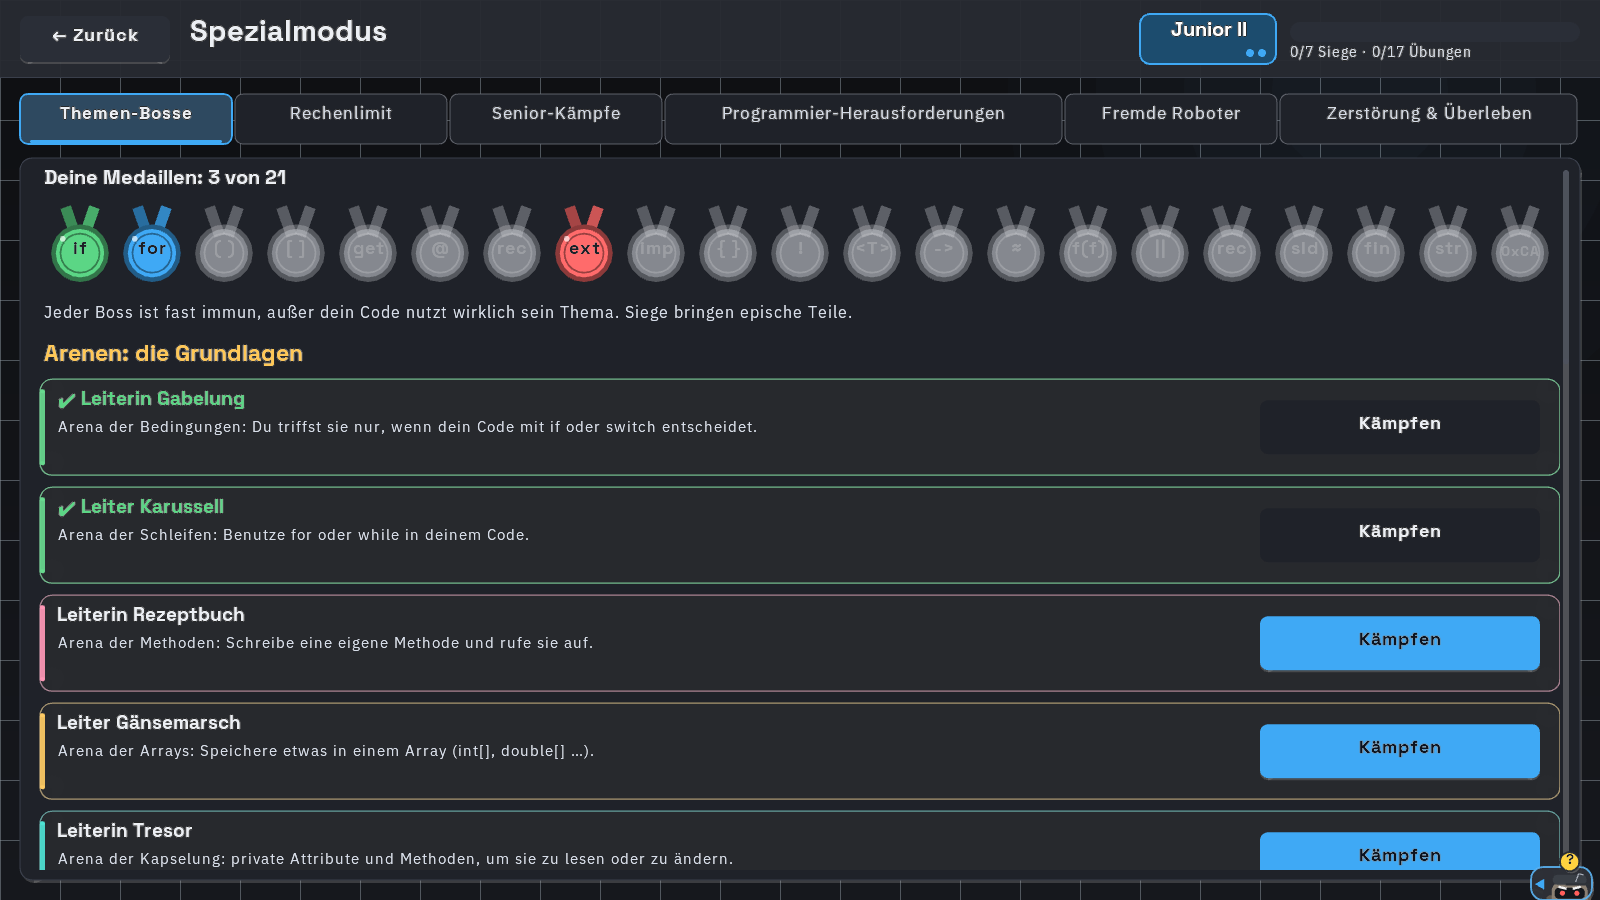 ← Zurück
Spezialmodus
Junior II
0/7 Siege · 0/17 Übungen
Themen-Bosse
Rechenlimit
Senior-Kämpfe
Programmier-Herausforderungen
Fremde Roboter
Zerstörung & Überleben
Deine Medaillen: 3 von 21
if for () [] get @ rec ext imp {} ! <T> -> ≈ f(f) || rec sld fin str 0xCA
Jeder Boss ist fast immun, außer dein Code nutzt wirklich sein Thema. Siege bringen epische Teile.
Arenen: die Grundlagen
✔ Leiterin Gabelung
Arena der Bedingungen: Du triffst sie nur, wenn dein Code mit if oder switch entscheidet.
Kämpfen
✔ Leiter Karussell
Arena der Schleifen: Benutze for oder while in deinem Code.
Kämpfen
Leiterin Rezeptbuch
Arena der Methoden: Schreibe eine eigene Methode und rufe sie auf.
Kämpfen
Leiter Gänsemarsch
Arena der Arrays: Speichere etwas in einem Array (int[], double[] …).
Kämpfen
Leiterin Tresor
Arena der Kapselung: private Attribute und Methoden, um sie zu lesen oder zu ändern.
Kämpfen
?